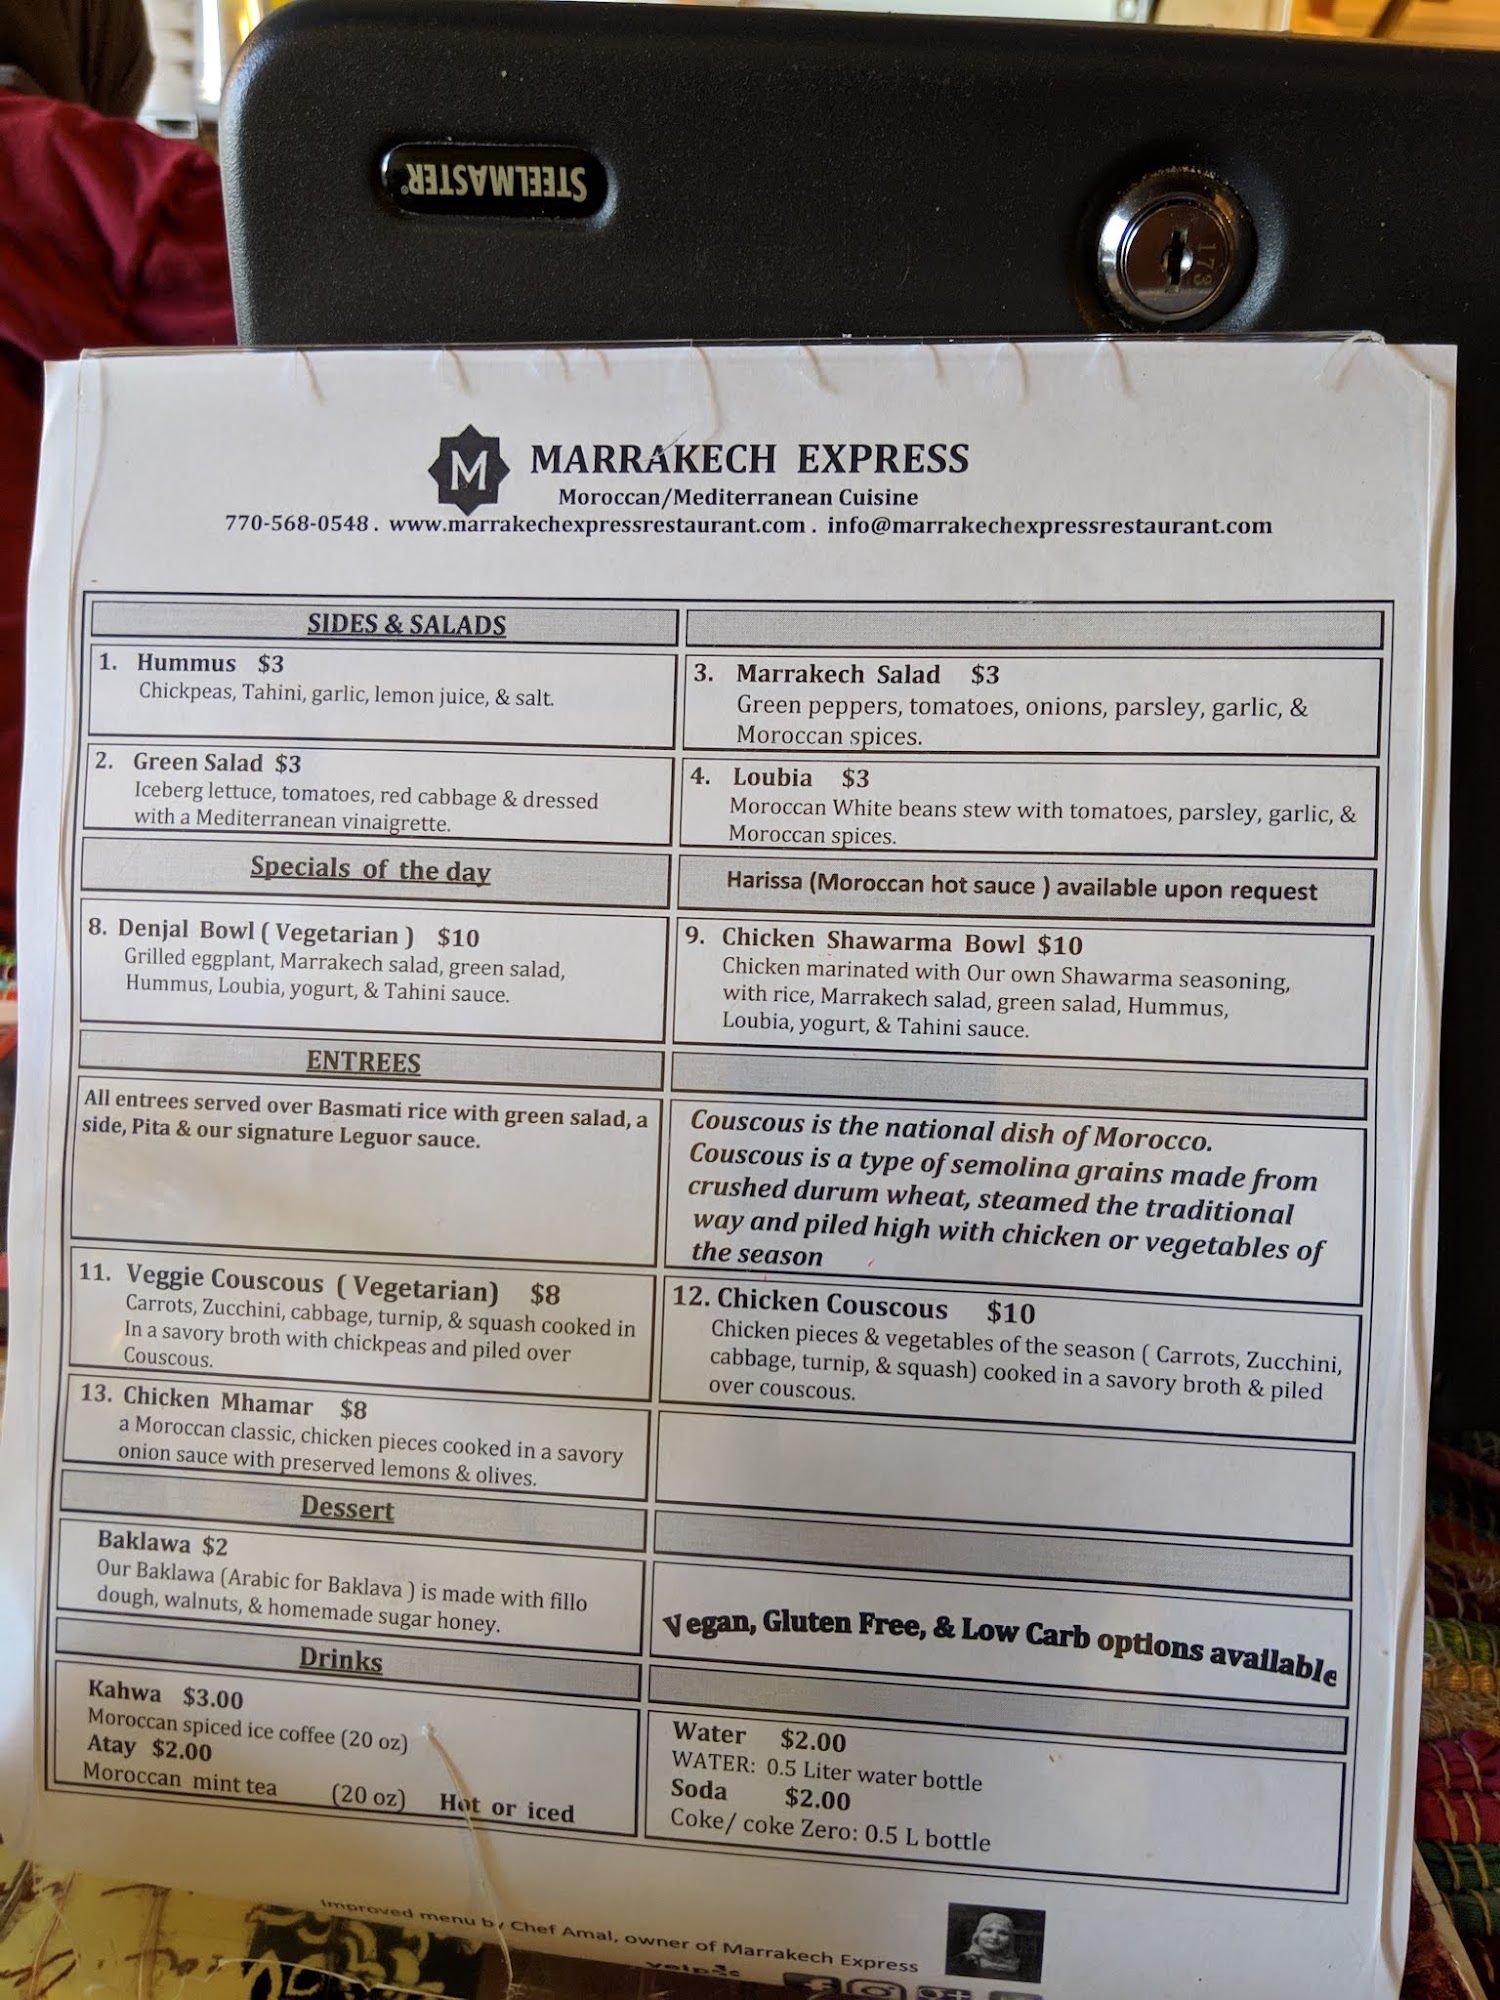 STEELMASTER
173
M
MARRAKECH EXPRESS
Moroccan/Mediterranean Cuisine
770-568-0548 . www.marrakechexpressrestaurant.com . info@marrakechexpressrestaurant.com
SIDES & SALADS
1. Hummus $3
Chickpeas, Tahini, garlic, lemon juice, & salt.
3. Marrakech Salad $3
Green peppers, tomatoes, onions, parsley, garlic, &
Moroccan spices.
2. Green Salad $3
Iceberg lettuce, tomatoes, red cabbage & dressed
with a Mediterranean vinaigrette.
4. Loubia $3
Moroccan White beans stew with tomatoes, parsley, garlic, &
Moroccan spices.
Specials of the day
Harissa (Moroccan hot sauce ) available upon request
8. Denjal Bowl ( Vegetarian ) $10
Grilled eggplant, Marrakech salad, green salad,
Hummus, Loubia, yogurt, & Tahini sauce.
9. Chicken Shawarma Bowl $10
Chicken marinated with Our own Shawarma seasoning,
with rice, Marrakech salad, green salad, Hummus,
Loubia, yogurt, & Tahini sauce.
ENTREES
All entrees served over Basmati rice with green salad, a
side, Pita & our signature Leguor sauce.
Couscous is the national dish of Morocco.
Couscous is a type of semolina grains made from
crushed durum wheat, steamed the traditional
way and piled high with chicken or vegetables of
the season
11. Veggie Couscous ( Vegetarian) $8
Carrots, Zucchini, cabbage, turnip, & squash cooked in
In a savory broth with chickpeas and piled over
Couscous.
12. Chicken Couscous $10
Chicken pieces & vegetables of the season ( Carrots, Zucchini,
cabbage, turnip, & squash) cooked in a savory broth & piled
over couscous.
13. Chicken Mhamar $8
a Moroccan classic, chicken pieces cooked in a savory
onion sauce with preserved lemons & olives.
Dessert
Baklawa $2
Our Baklawa (Arabic for Baklava ) is made with fillo
dough, walnuts, & homemade sugar honey.
Vegan, Gluten Free, & Low Carb options available
Drinks
Kahwa $3.00
Moroccan spiced ice coffee (20 oz)
Atay $2.00
Moroccan mint tea (20 oz) Hot or iced
Water $2.00
WATER: 0.5 Liter water bottle
Soda $2.00
Coke/ coke Zero: 0.5 L bottle
Improved menu by Chef Amal, owner of Marrakech Express